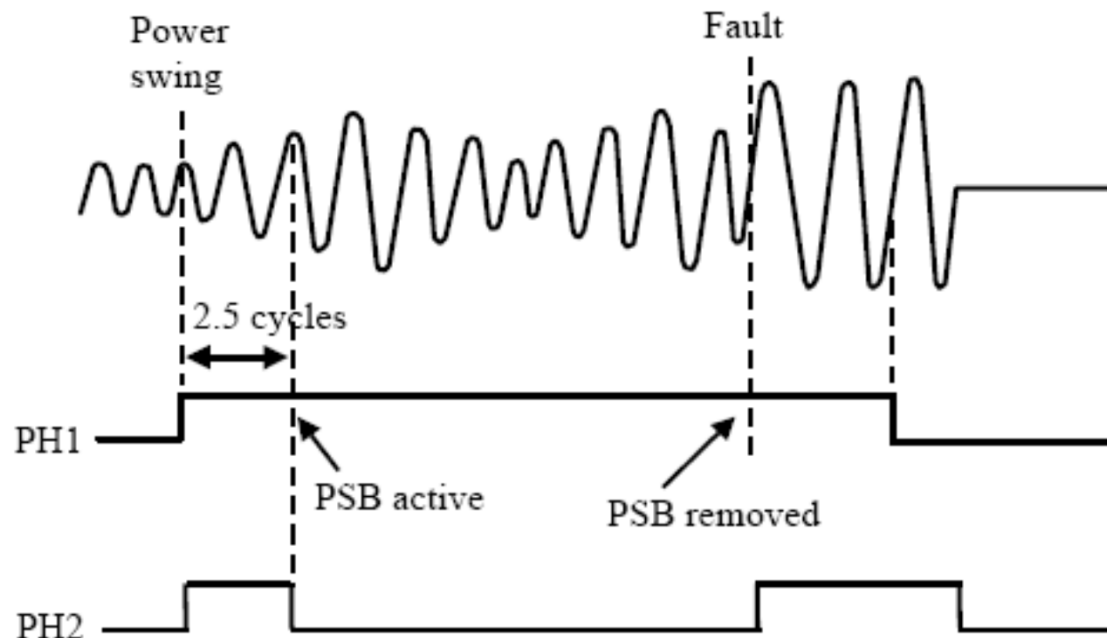 Power
swing
Fault
2.5 cycles
PH1
PSB active
PSB removed
PH2